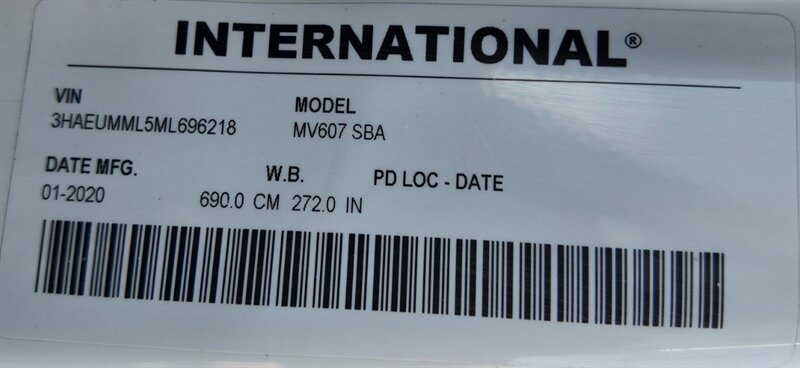 INTERNATIONAL®
VIN MODEL
3HAEUMML5ML696218 MV607 SBA
DATE MFG. W.B. PD LOC - DATE
01-2020 690.0 CM 272.0 IN